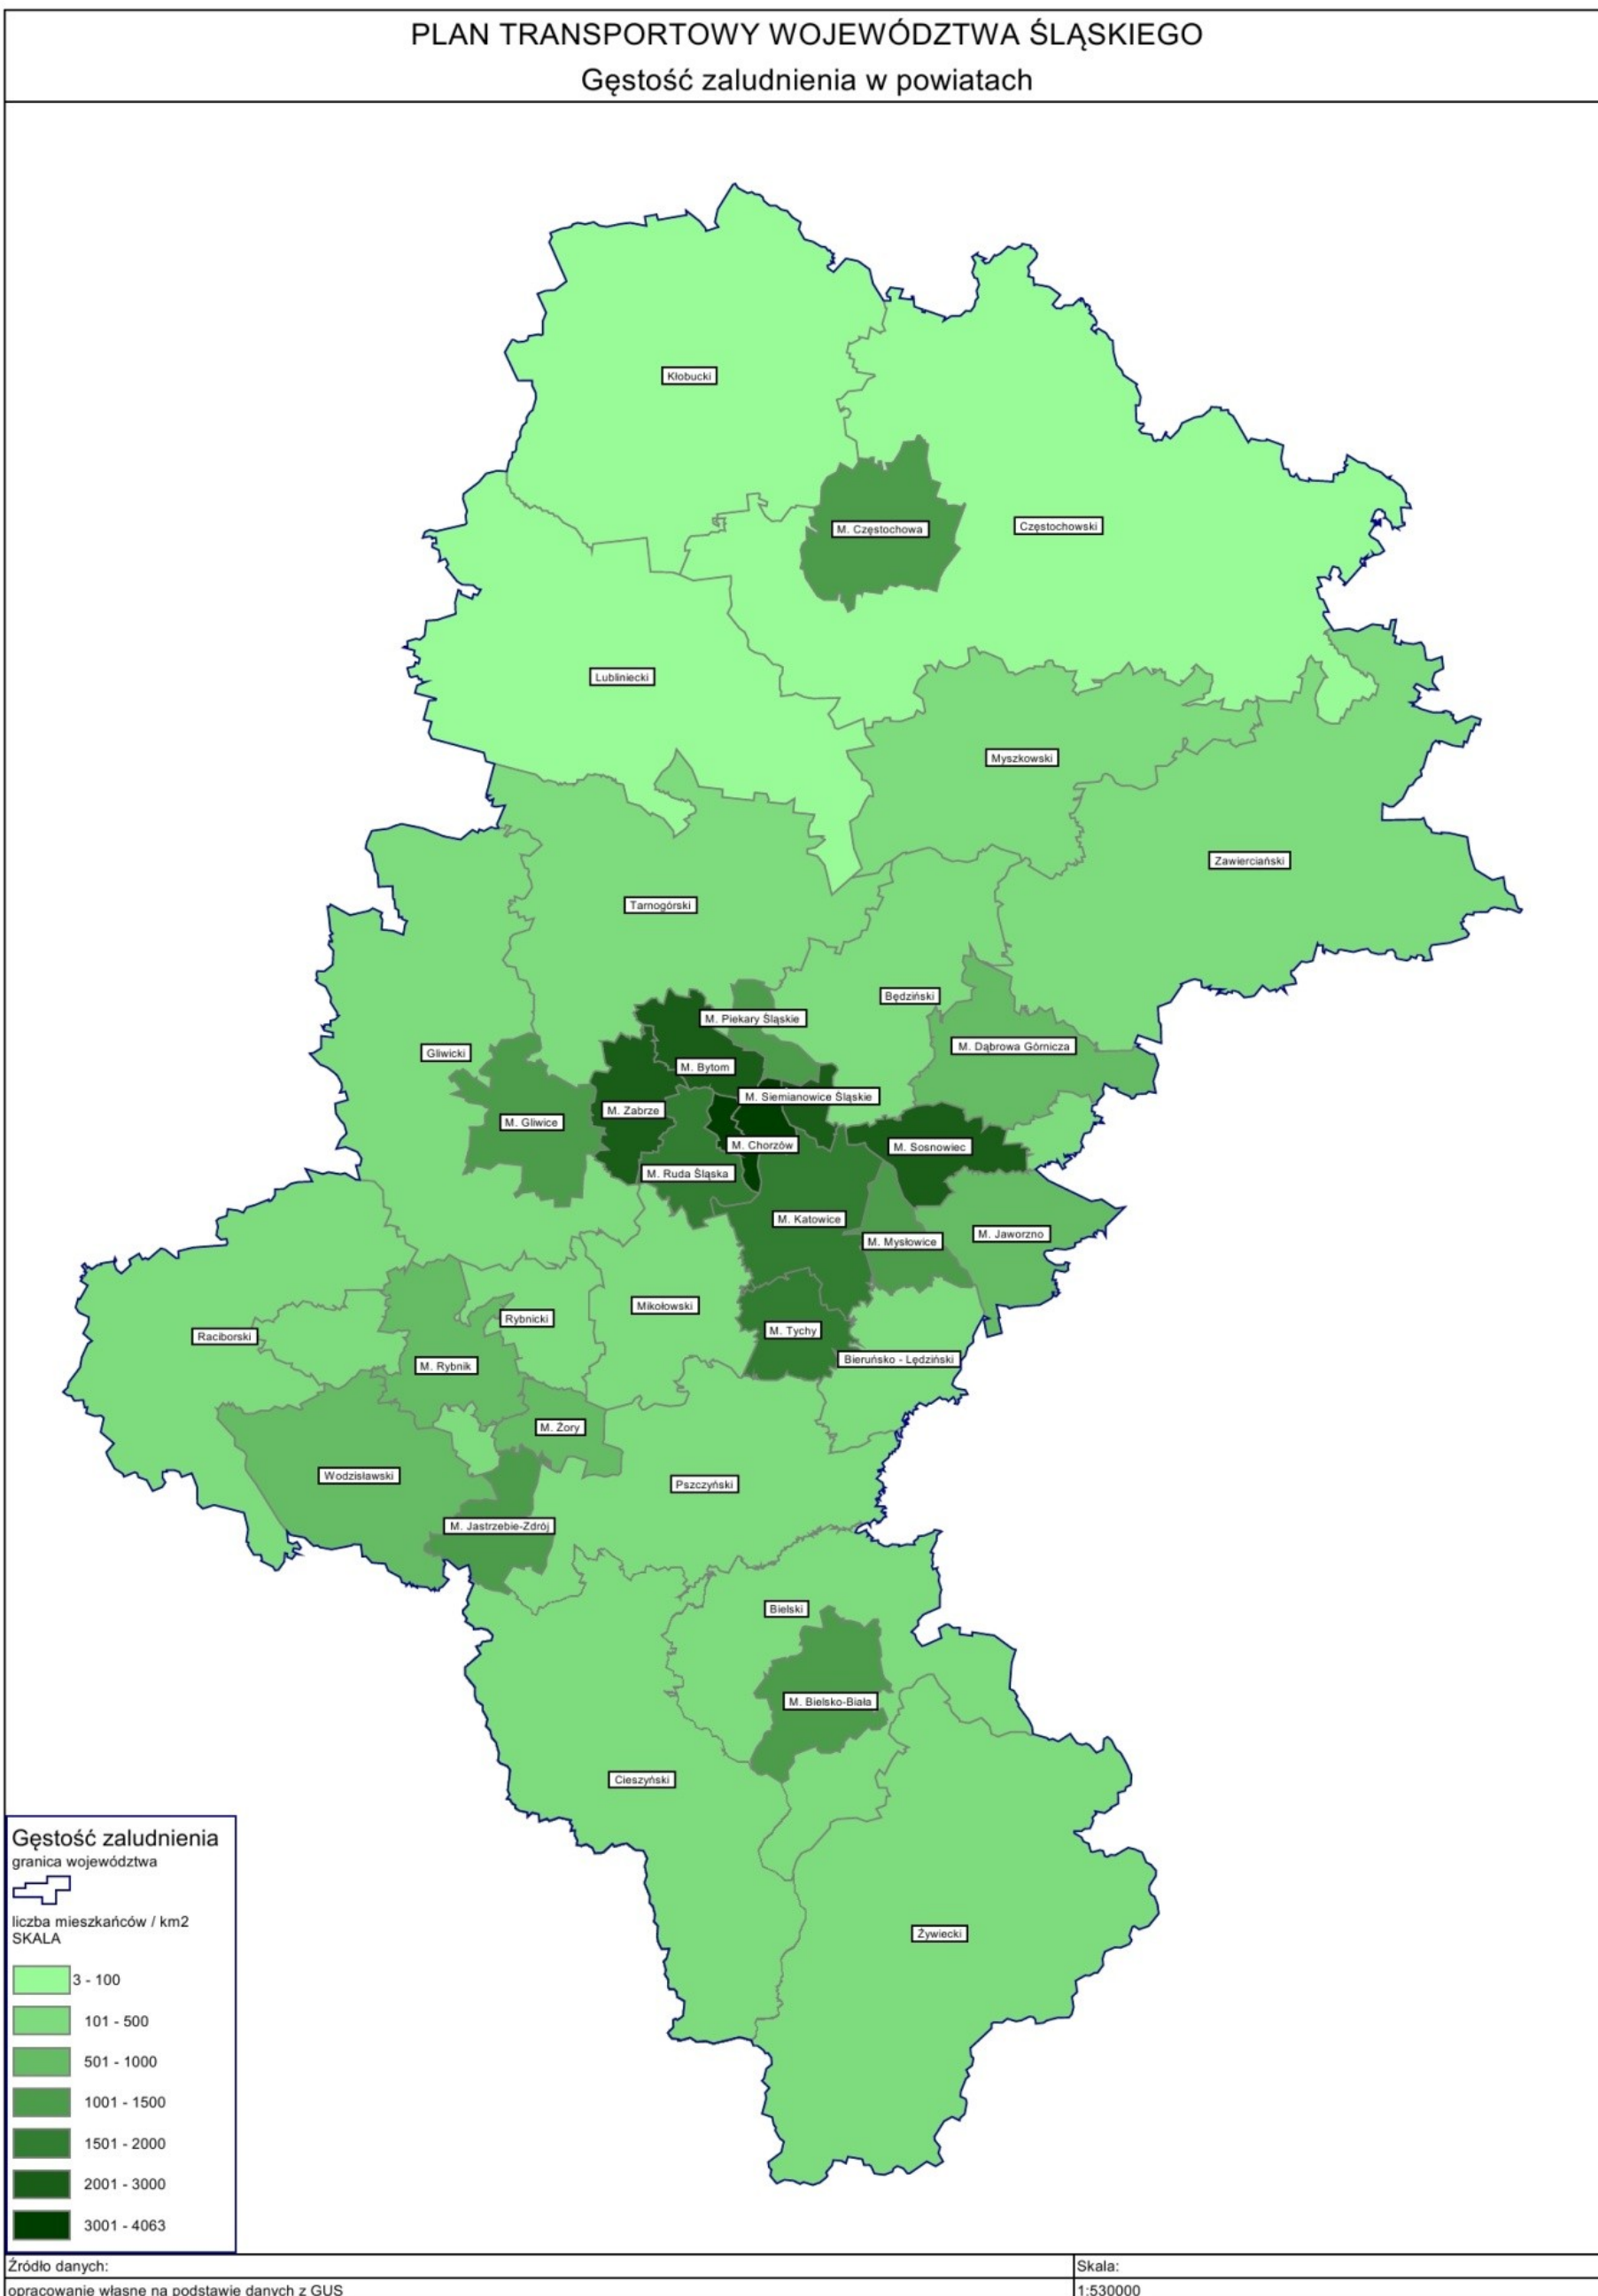 PLAN TRANSPORTOWY WOJEWÓDZTWA ŚLĄSKIEGO
Gęstość zaludnienia w powiatach
Kłobucki
M. Częstochowa
Częstochowski
Lubliniecki
Myszkowski
Zawierciański
Tarnogórski
Będziński
M. Piekary Śląskie
M. Dąbrowa Górnicza
Gliwicki
M. Bytom
M. Siemianowice Śląskie
M. Zabrze
M. Gliwice
M. Chorzów
M. Sosnowiec
M. Ruda Śląska
M. Katowice
M. Jaworzno
M. Mysłowice
Mikołowski
Rybnicki
M. Tychy
Raciborski
Bieruńsko - Lędziński
M. Rybnik
M. Żory
Wodzisławski
Pszczyński
M. Jastrzebie-Zdrój
Bielski
M. Bielsko-Biała
Cieszyński
Żywiecki
Gęstość zaludnienia
granica województwa
liczba mieszkańców / km2
SKALA
3 - 100
101 - 500
501 - 1000
1001 - 1500
1501 - 2000
2001 - 3000
3001 - 4063
Źródło danych:
Skala:
opracowanie własne na podstawie danych z GUS
1:530000